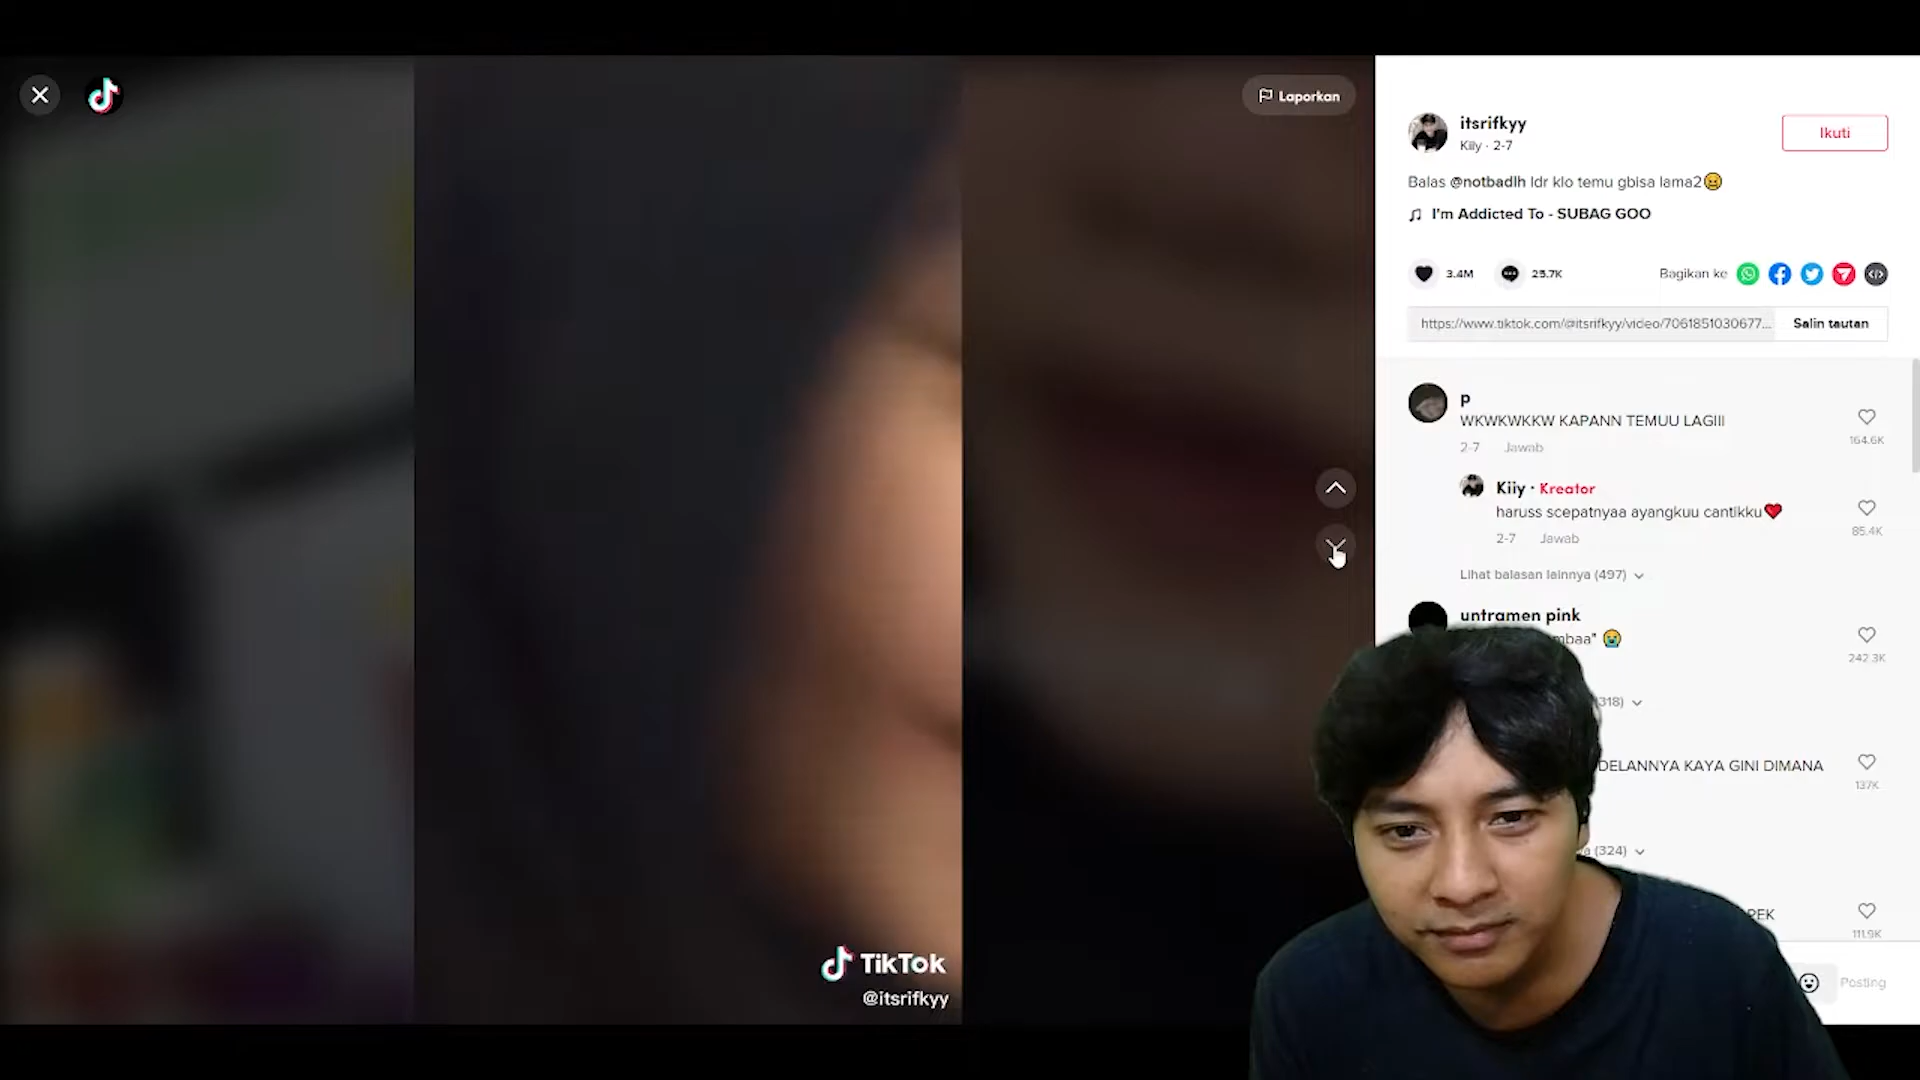 Laporkan
TikTok
@itsrifkyy
itsrifkyy
Kiiy · 2-7
Ikuti
Balas @notbadlh ldr klo temu gbisa lama2😖
I'm Addicted To - SUBAG GOO
3.4M
25.7K
Bagikan ke
https://www.tiktok.com/@itsrifkyy/video/7061851030677...
Salin tautan
p
WKWKWKKW KAPANN TEMUU LAGIII
2-7 Jawab
164.6K
Kiiy · Kreator
haruss scepatnyaa ayangkuu cantikku❤️
2-7 Jawab
85.4K
Lihat balasan lainnya (497)
untramen pink
mbaa" 😭
242.3K
318)
DELANNYA KAYA GINI DIMANA
137K
(324)
PEK
111.9K
Posting